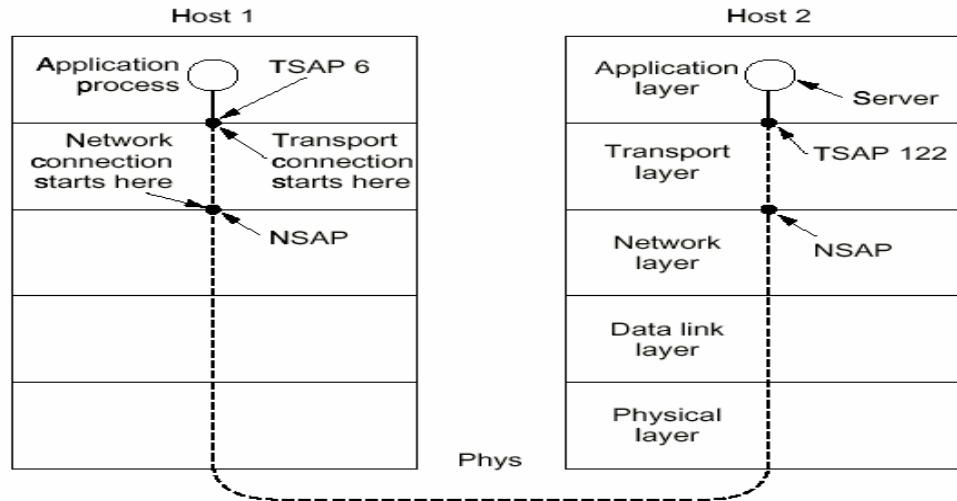 Host 1
Host 2
Application
process
TSAP 6
Network
connection
starts here
Transport
connection
starts here
NSAP
Application
layer
Server
Transport
layer
TSAP 122
Network
layer
NSAP
Data link
layer
Physical
layer
Phys